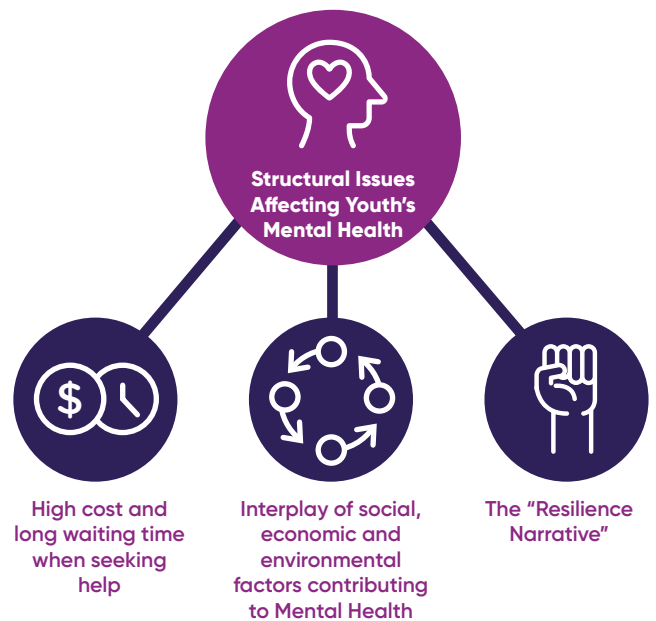 Structural Issues
Affecting Youth’s
Mental Health
$
High cost and
long waiting time
when seeking
help
Interplay of social,
economic and
environmental
factors contributing
to Mental Health
The “Resilience
Narrative”